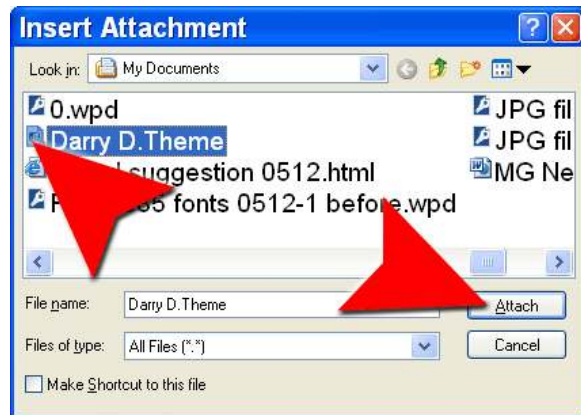 Insert Attachment
Look in: My Documents
0.wpd JPG fil
Darry D.Theme JPG fil
suggestion 0512.html MG Ne
fonts 0512-1 before.wpd
File name: Darry D.Theme Attach
Files of type: All Files (*.*) Cancel
Make Shortcut to this file